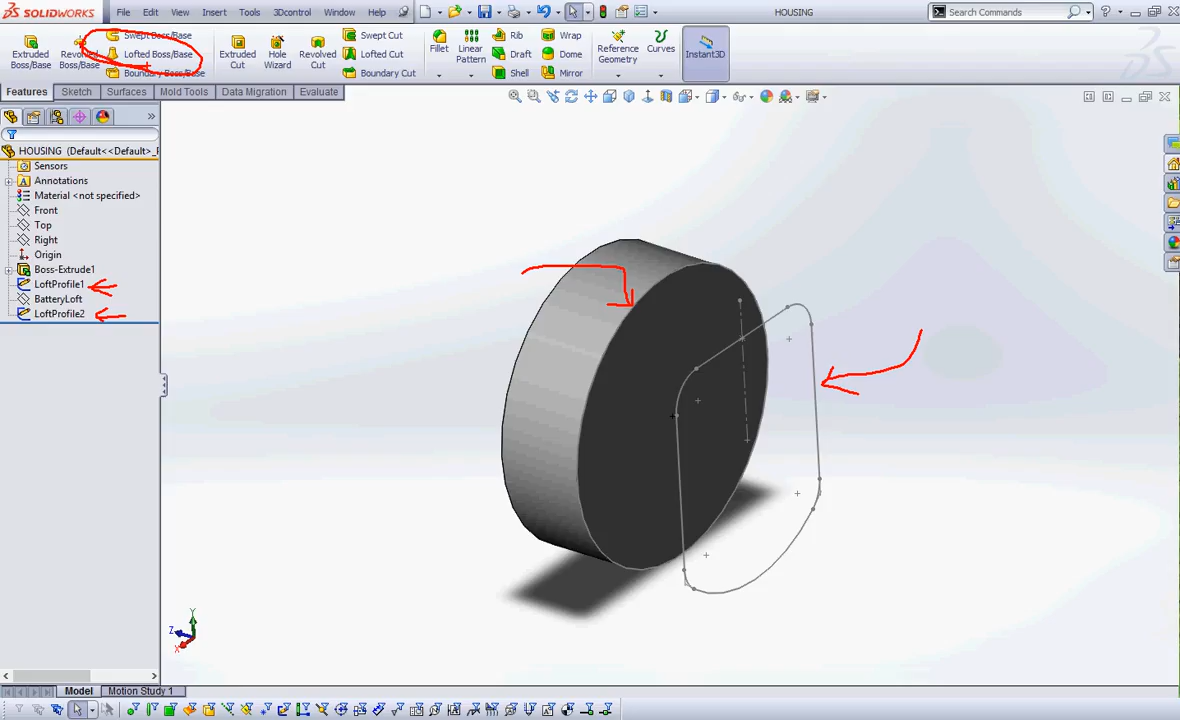 SOLIDWORKS File Edit View Insert Tools 3Dcontrol Window Help HOUSING Search Commands
Extruded Boss/Base
Swept Boss/Base
Lofted Boss/Base
Boundary Boss/Base
Extruded Cut
Hole Wizard
Revolved Cut
Swept Cut
Lofted Cut
Boundary Cut
Fillet
Linear Pattern
Rib
Draft
Shell
Wrap
Dome
Mirror
Reference Geometry
Curves
Instant3D
Features Sketch Surfaces Mold Tools Data Migration Evaluate
HOUSING (Default<<Default>_
Sensors
Annotations
Material <not specified>
Front
Top
Right
Origin
Boss-Extrude1
LoftProfile1
BatteryLoft
LoftProfile2
Y
Z
X
Model Motion Study 1